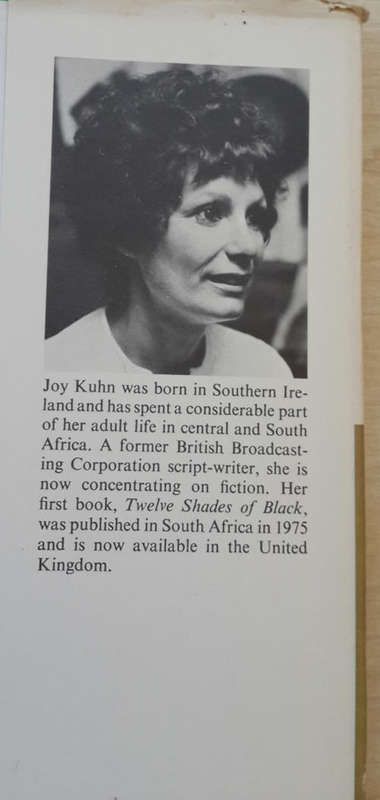 Joy Kuhn was born in Southern Ire-
land and has spent a considerable part
of her adult life in central and South
Africa. A former British Broadcast-
ing Corporation script-writer, she is
now concentrating on fiction. Her
first book, Twelve Shades of Black,
was published in South Africa in 1975
and is now available in the United
Kingdom.